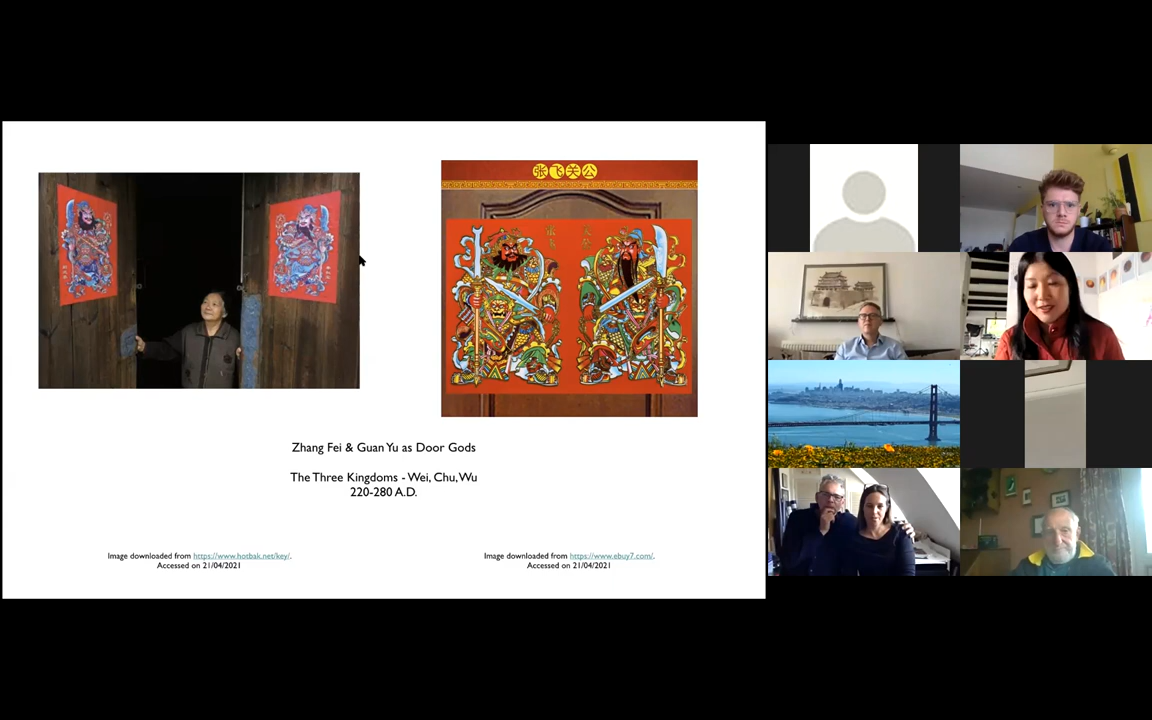 张飞关公
张飞
Zhang Fei & Guan Yu as Door Gods
The Three Kingdoms - Wei, Chu, Wu
220-280 A.D.
Image downloaded from https://www.hotbak.net/key/.
Accessed on 21/04/2021
Image downloaded from https://www.ebuy7.com/.
Accessed on 21/04/2021